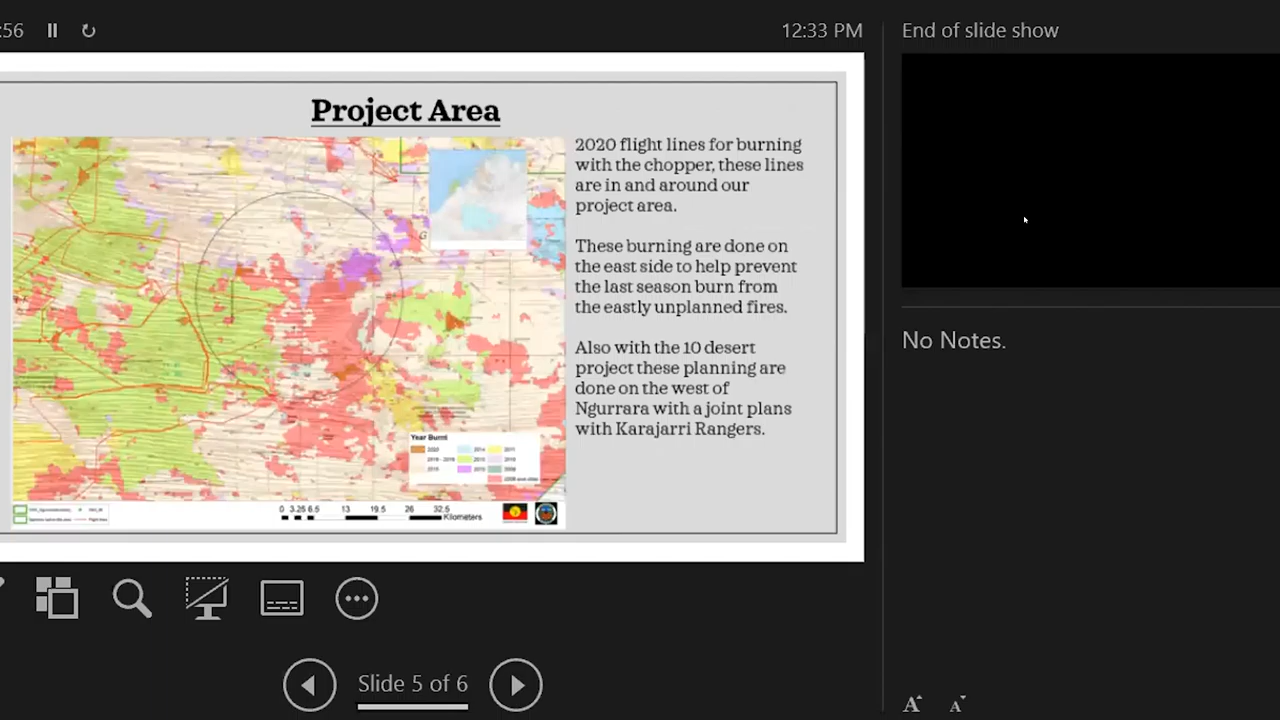 :56
12:33 PM
End of slide show
Project Area
2020 flight lines for burning
with the chopper, these lines
are in and around our
project area.
These burning are done on
the east side to help prevent
the last season burn from
the eastly unplanned fires.
Also with the 10 desert
project these planning are
done on the west of
Ngurrara with a joint plans
with Karajarri Rangers.
G
Year Burnt
2020
0 3.25 6.5 13 19.5 26 32.5
Kilometers
No Notes.
Slide 5 of 6
A A